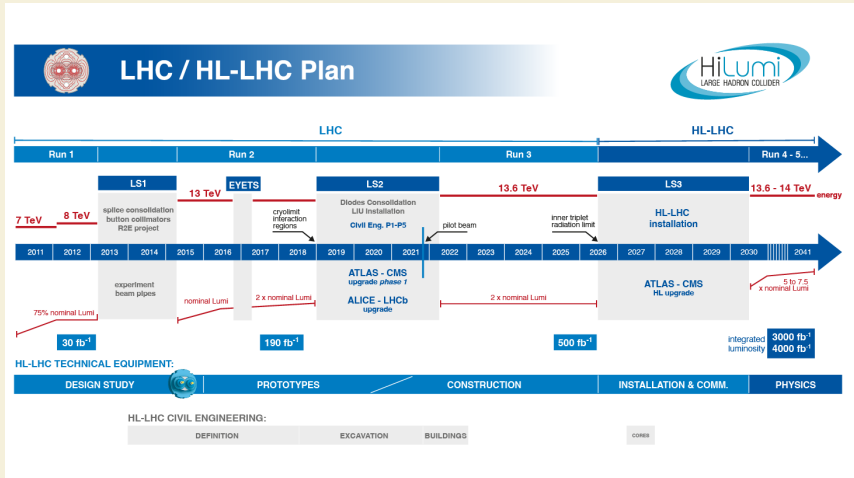 LHC / HL-LHC Plan
HiLumi
LARGE HADRON COLLIDER
LHC
HL-LHC
Run 1
Run 2
Run 3
Run 4 - 5...
LS1
EYETS
LS2
LS3
7 TeV
8 TeV
13 TeV
13.6 TeV
13.6 - 14 TeV
energy
splice consolidation
button collimators
R2E project
cryolimit
interaction
regions
Diodes Consolidation
LIU Installation
Civil Eng. P1-P5
pilot beam
inner triplet
radiation limit
HL-LHC
installation
2011
2012
2013
2014
2015
2016
2017
2018
2019
2020
2021
2022
2023
2024
2025
2026
2027
2028
2029
2030
2041
experiment
beam pipes
ATLAS - CMS
upgrade phase 1
ALICE - LHCb
upgrade
ATLAS - CMS
HL upgrade
75% nominal Lumi
nominal Lumi
2 x nominal Lumi
2 x nominal Lumi
5 to 7.5
x nominal Lumi
30 fb-1
190 fb-1
500 fb-1
integrated
luminosity
3000 fb-1
4000 fb-1
HL-LHC TECHNICAL EQUIPMENT:
DESIGN STUDY
PROTOTYPES
CONSTRUCTION
INSTALLATION & COMM.
PHYSICS
HL-LHC CIVIL ENGINEERING:
DEFINITION
EXCAVATION
BUILDINGS
CORES